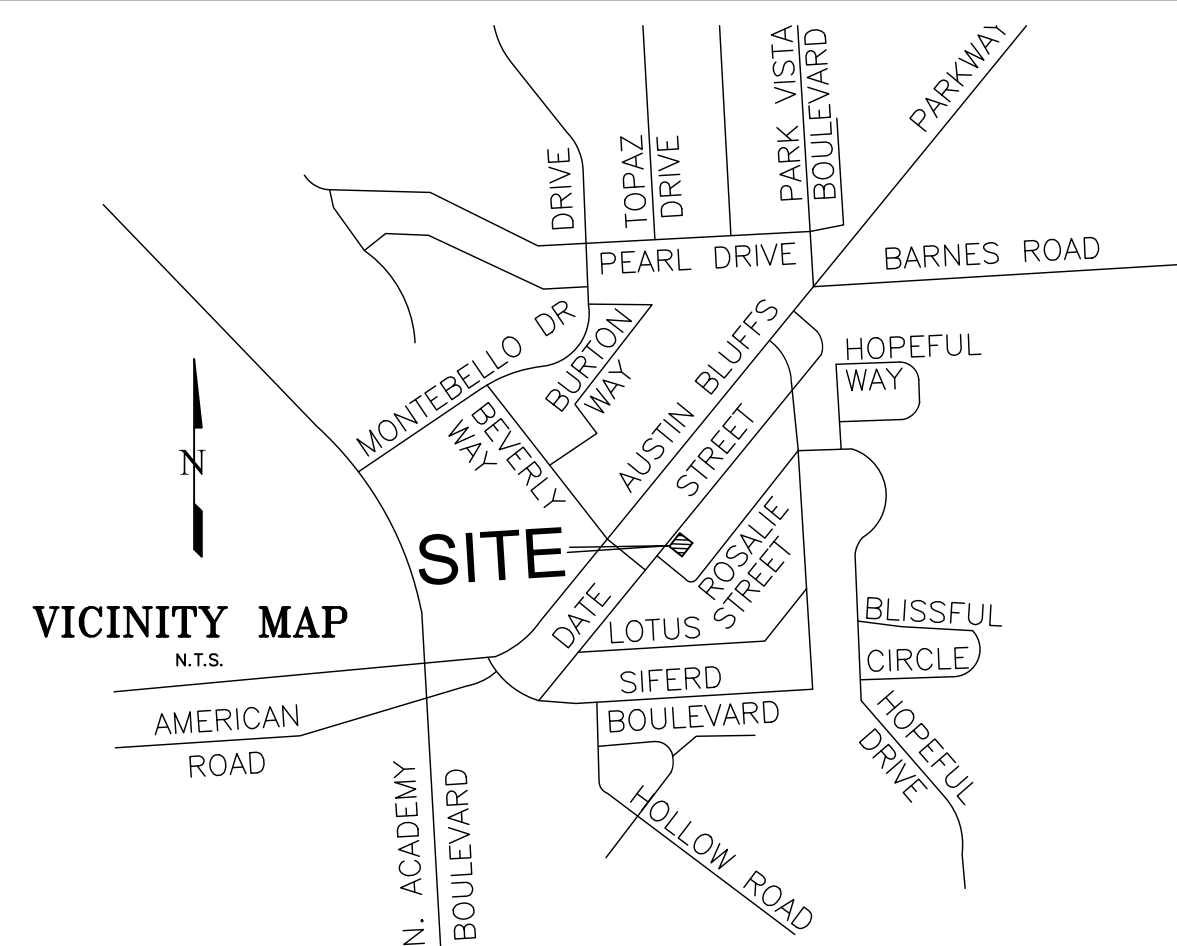 PARK VISTA
BOULEVARD
PARKWAY
DRIVE
TOPAZ
DRIVE
PEARL DRIVE
BARNES ROAD
MONTEBELLO DR
BURTON
WAY
AUSTIN BLUFFS
HOPEFUL
WAY
BEVERLY
WAY
N
DATE STREET
SITE
ROSALIE
STREET
VICINITY MAP
N.T.S.
LOTUS
BLISSFUL
CIRCLE
SIFERD
BOULEVARD
AMERICAN
ROAD
HOPEFUL
DRIVE
N. ACADEMY
BOULEVARD
HOLLOW ROAD